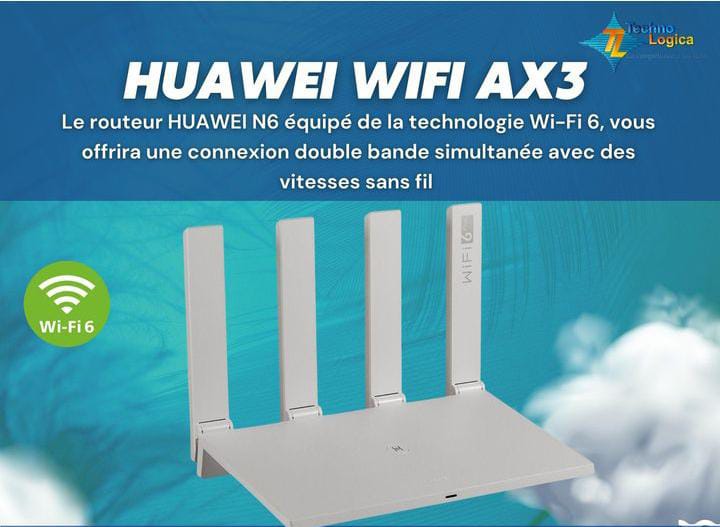 Techno
Logica
HUAWEI WIFI AX3
Le routeur HUAWEI N6 équipé de la technologie Wi-Fi 6, vous
offrira une connexion double bande simultanée avec des
vitesses sans fil
WiFi 6
Wi-Fi 6